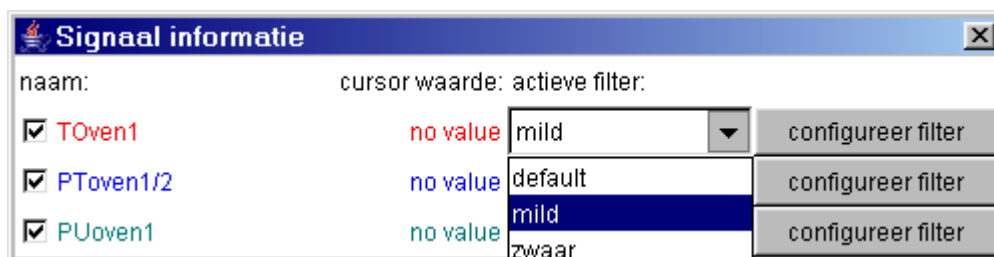 Signaal informatie
naam: cursor waarde: actieve filter:
TOven1 no value mild configureer filter
PToven1/2 no value default configureer filter
mild
PUoven1 no value configureer filter
zwaar